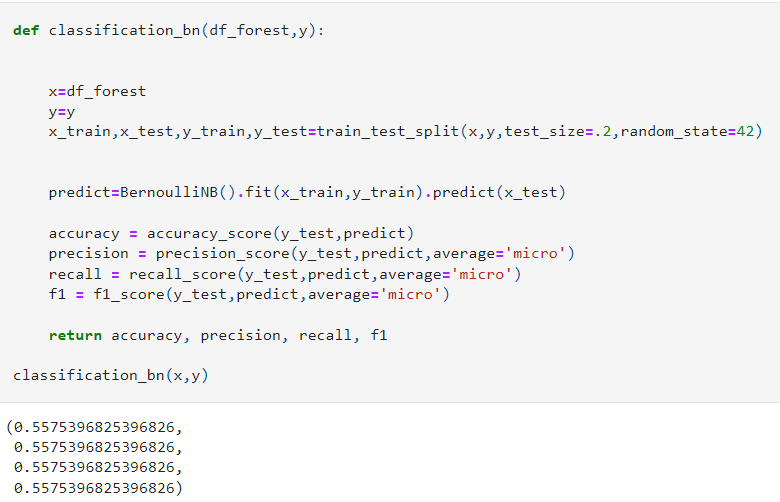 def classification_bn(df_forest,y):
x=df_forest
y=y
x_train,x_test,y_train,y_test=train_test_split(x,y,test_size=.2,random_state=42)
predict=BernoulliNB().fit(x_train,y_train).predict(x_test)
accuracy = accuracy_score(y_test,predict)
precision = precision_score(y_test,predict,average='micro')
recall = recall_score(y_test,predict,average='micro')
f1 = f1_score(y_test,predict,average='micro')
return accuracy, precision, recall, f1
classification_bn(x,y)
(0.5575396825396826,
0.5575396825396826,
0.5575396825396826,
0.5575396825396826)